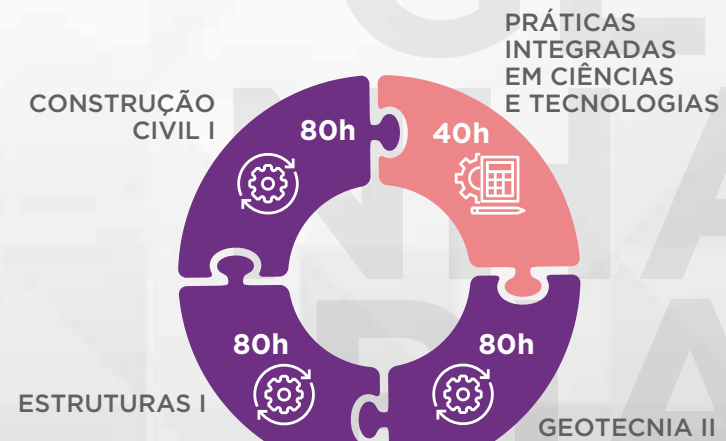 PRÁTICAS
INTEGRADAS
EM CIÊNCIAS
E TECNOLOGIAS
CONSTRUÇÃO
CIVIL I
80h
40h
80h
80h
ESTRUTURAS I
GEOTECNIA II